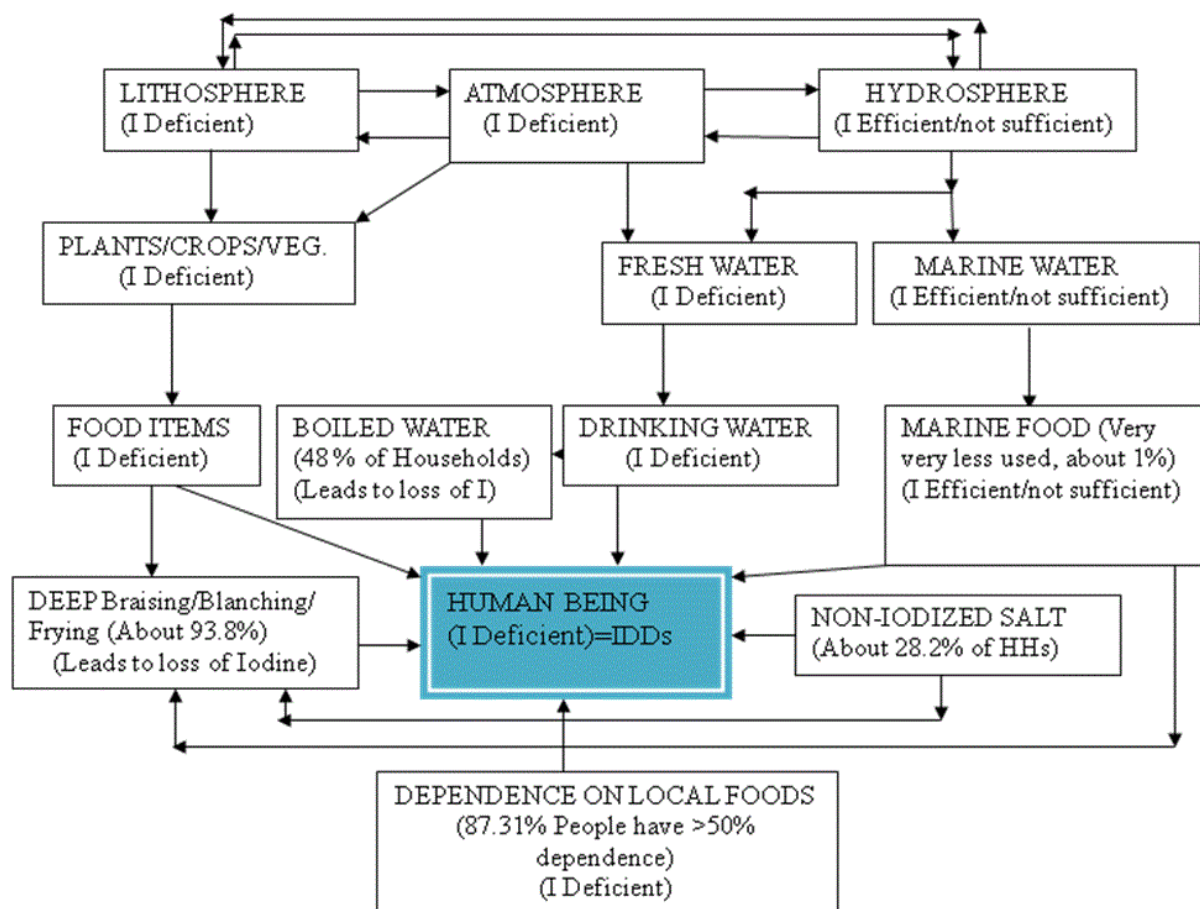 LITHOSPHERE
(I Deficient)
ATMOSPHERE
(I Deficient)
HYDROSPHERE
(I Efficient/not sufficient)
PLANTS/CROPS/VEG.
(I Deficient)
FRESH WATER
(I Deficient)
MARINE WATER
(I Efficient/not sufficient)
FOOD ITEMS
(I Deficient)
BOILED WATER
(48% of Households)
(Leads to loss of I)
DRINKING WATER
(I Deficient)
MARINE FOOD (Very
very less used, about 1%)
(I Efficient/not sufficient)
DEEP Braising/Blanching/
Frying (About 93.8%)
(Leads to loss of Iodine)
HUMAN BEING
(I Deficient)=IDDs
NON-IODIZED SALT
(About 28.2% of HHs)
DEPENDENCE ON LOCAL FOODS
(87.31% People have >50%
dependence)
(I Deficient)